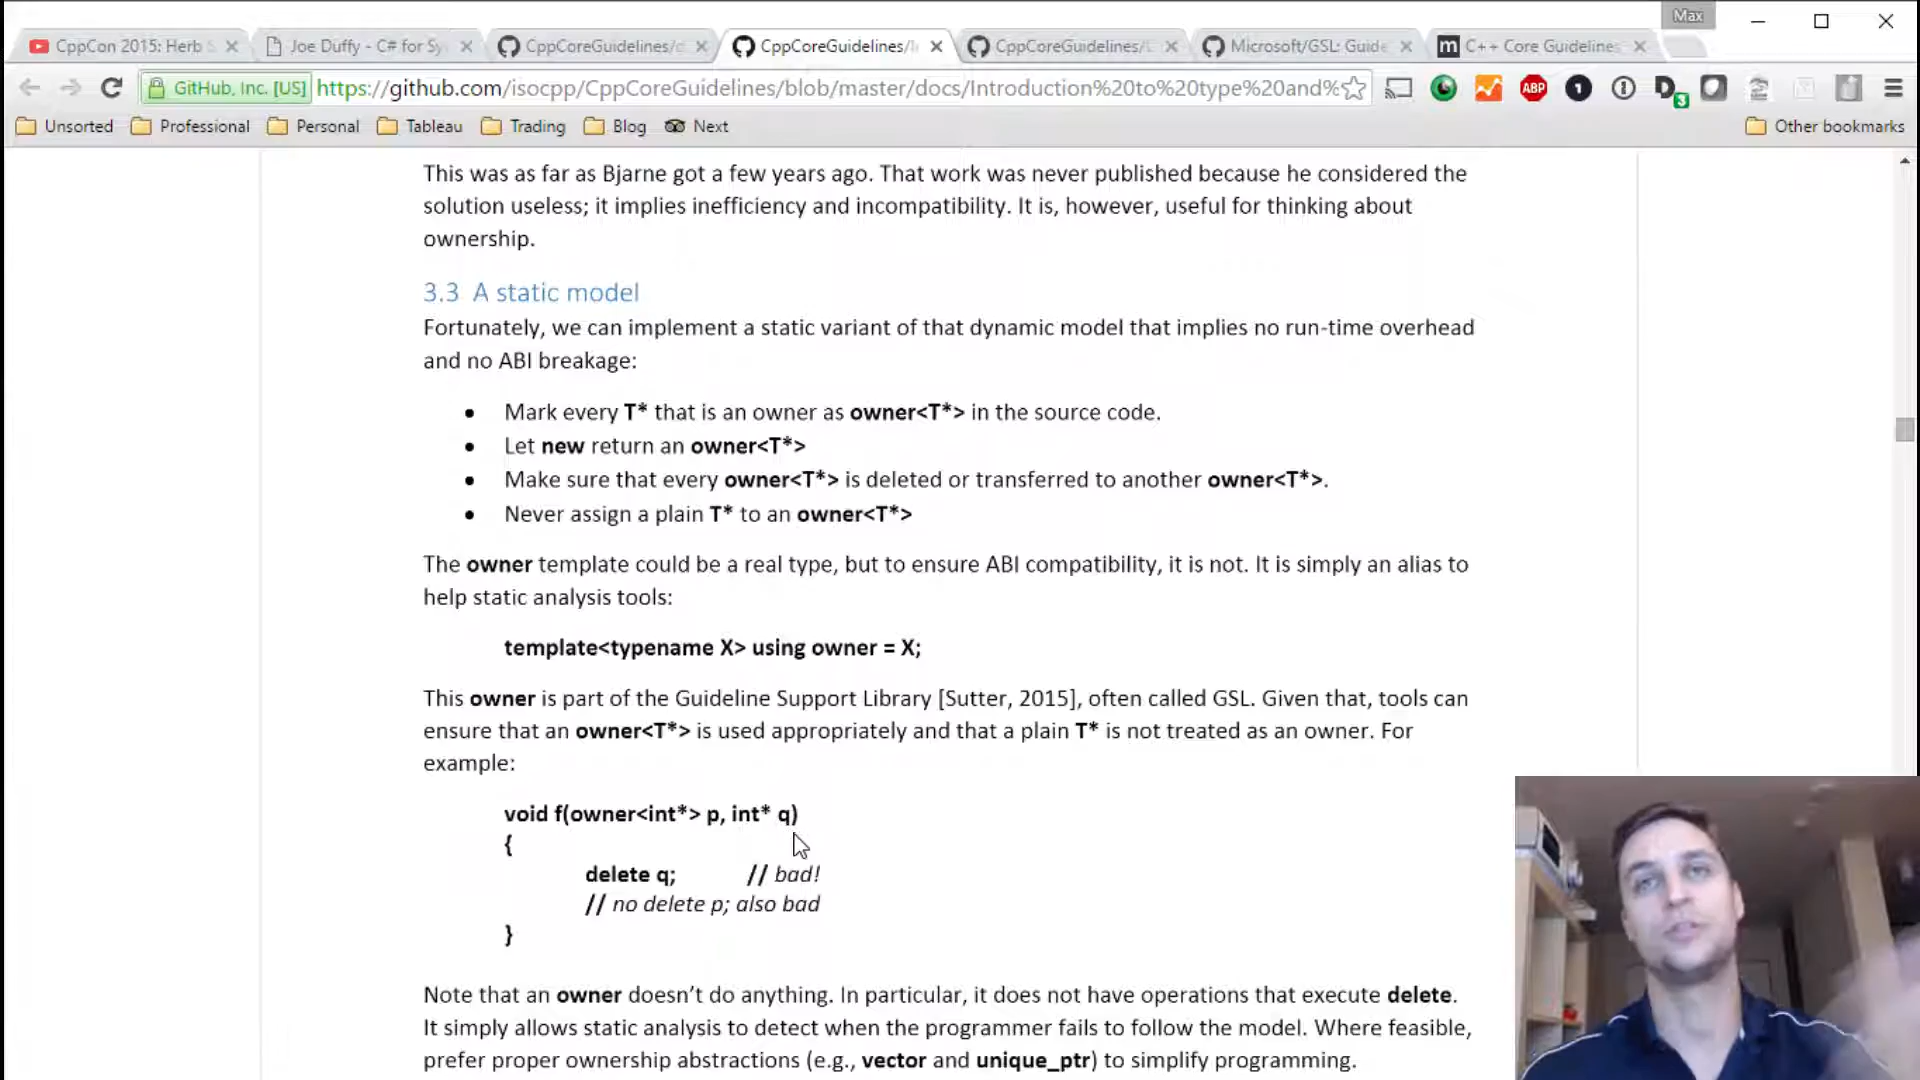 Max
CppCon 2015: Herb S
Joe Duffy - C# for Sy
CppCoreGuidelines/c
CppCoreGuidelines/I
CppCoreGuidelines/L
Microsoft/GSL: Guide
C++ Core Guidelines
GitHub, Inc. [US] https://github.com/isocpp/CppCoreGuidelines/blob/master/docs/Introduction%20to%20type%20and%
ABP
3
Unsorted Professional Personal Tableau Trading Blog Next Other bookmarks
This was as far as Bjarne got a few years ago. That work was never published because he considered the
solution useless; it implies inefficiency and incompatibility. It is, however, useful for thinking about
ownership.
3.3 A static model
Fortunately, we can implement a static variant of that dynamic model that implies no run-time overhead
and no ABI breakage:
• Mark every T* that is an owner as owner<T*> in the source code.
• Let new return an owner<T*>
• Make sure that every owner<T*> is deleted or transferred to another owner<T*>.
• Never assign a plain T* to an owner<T*>
The owner template could be a real type, but to ensure ABI compatibility, it is not. It is simply an alias to
help static analysis tools:
template<typename X> using owner = X;
This owner is part of the Guideline Support Library [Sutter, 2015], often called GSL. Given that, tools can
ensure that an owner<T*> is used appropriately and that a plain T* is not treated as an owner. For
example:
void f(owner<int*> p, int* q)
{
delete q; // bad!
// no delete p; also bad
}
Note that an owner doesn’t do anything. In particular, it does not have operations that execute delete.
It simply allows static analysis to detect when the programmer fails to follow the model. Where feasible,
prefer proper ownership abstractions (e.g., vector and unique_ptr) to simplify programming.